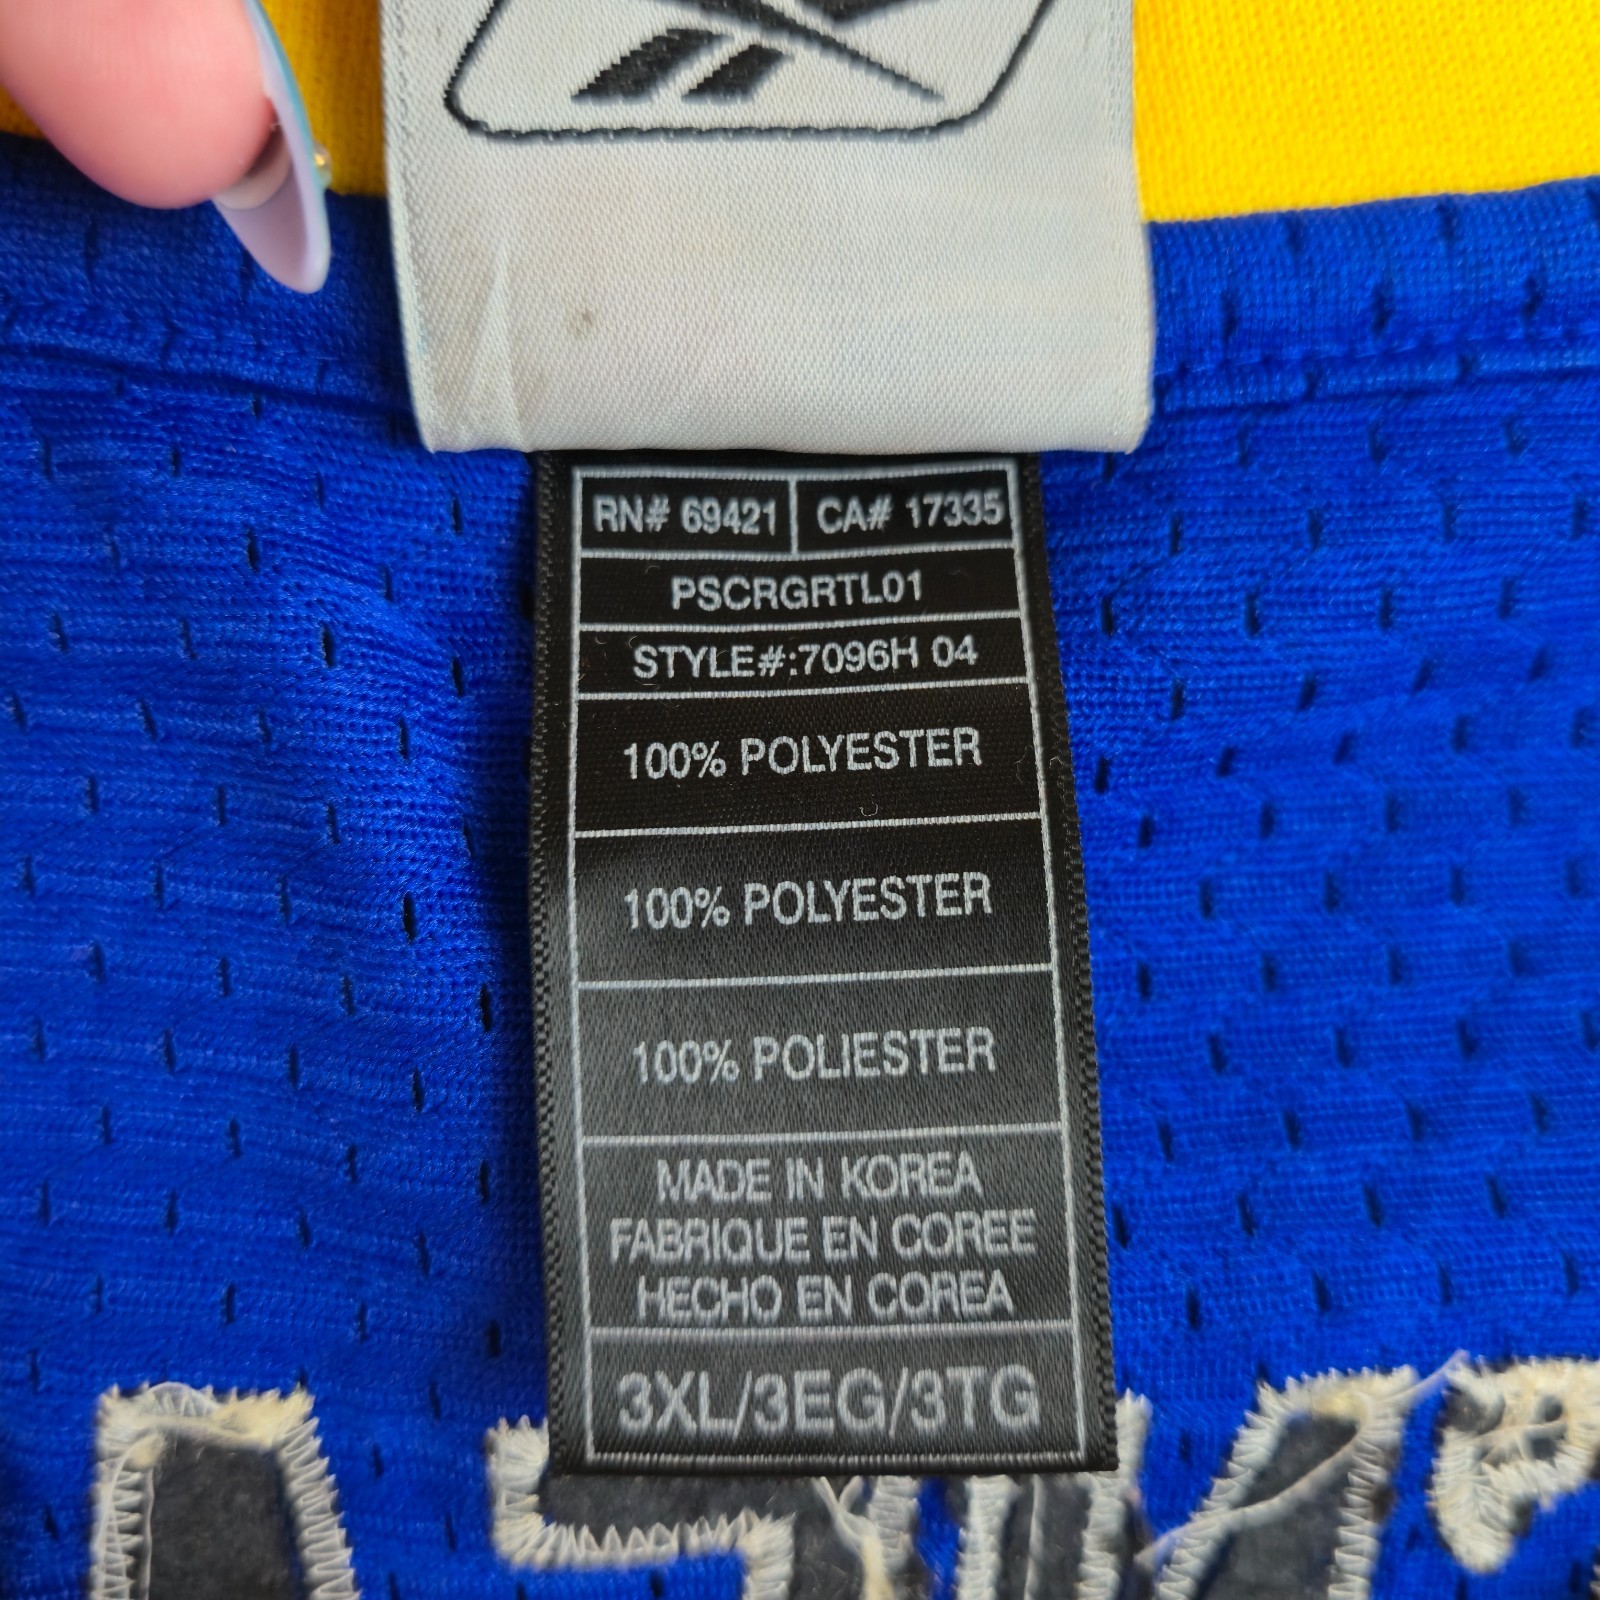 RN# 69421 CA# 17335
PSCRGRTL01
STYLE#:7096H 04
100% POLYESTER
100% POLYESTER
100% POLIESTER
MADE IN KOREA
FABRIQUE EN COREE
HECHO EN COREA
3XL/3EG/3TG